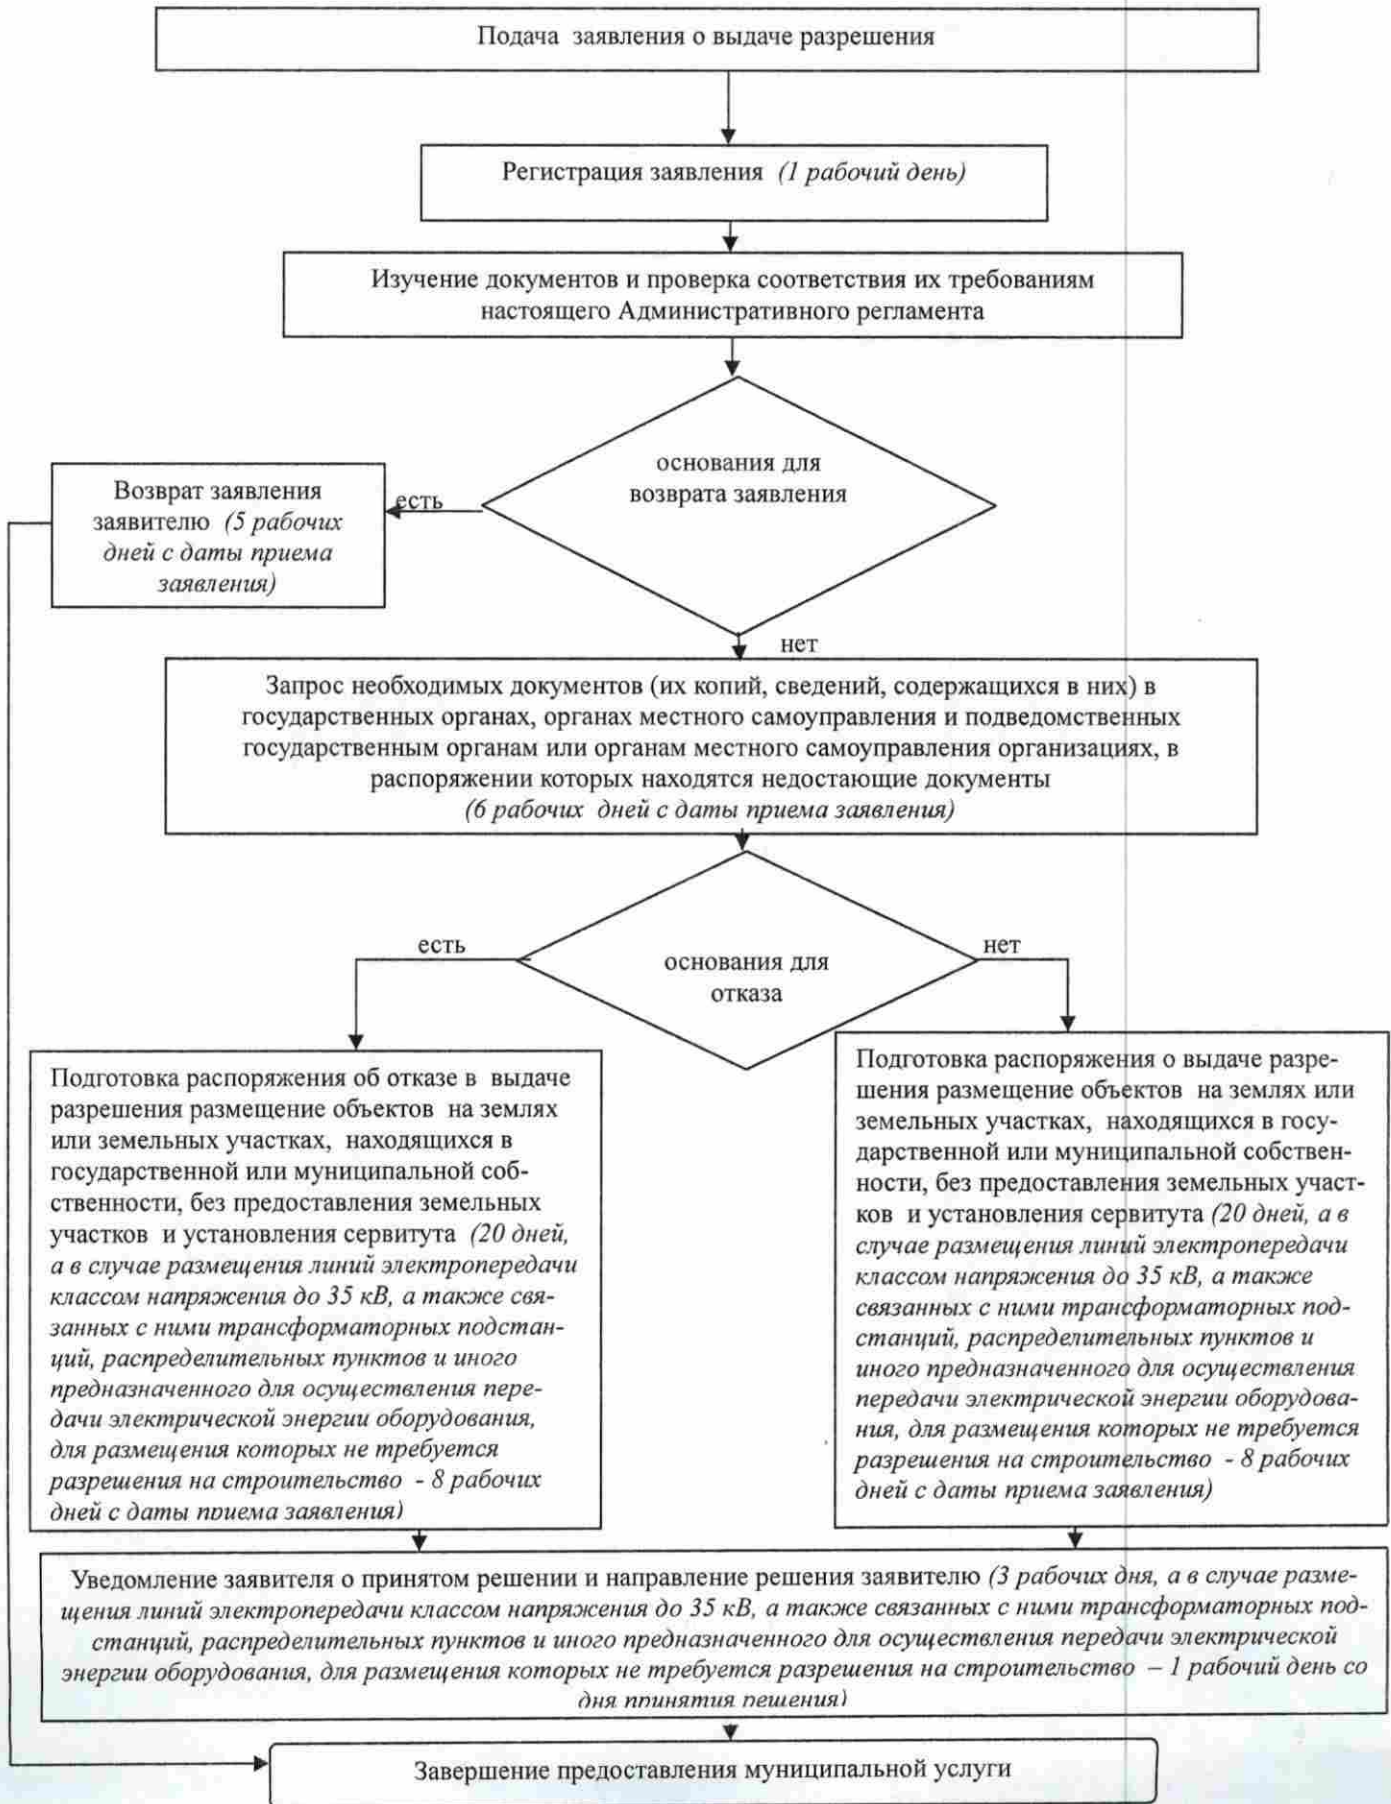 Подача заявления о выдаче разрешения
Регистрация заявления (1 рабочий день)
Изучение документов и проверка соответствия их требованиям
настоящего Административного регламента
основания для
возврата заявления
есть
Возврат заявления
заявителю (5 рабочих
дней с даты приема
заявления)
нет
Запрос необходимых документов (их копий, сведений, содержащихся в них) в
государственных органах, органах местного самоуправления и подведомственных
государственным органам или органам местного самоуправления организациях, в
распоряжении которых находятся недостающие документы
(6 рабочих дней с даты приема заявления)
есть
основания для
отказа
нет
Подготовка распоряжения об отказе в выдаче
разрешения размещение объектов на землях
или земельных участках, находящихся в
государственной или муниципальной соб-
ственности, без предоставления земельных
участков и установления сервитута (20 дней,
а в случае размещения линий электропередачи
классом напряжения до 35 кВ, а также свя-
занных с ними трансформаторных подстан-
ций, распределительных пунктов и иного
предназначенного для осуществления пере-
дачи электрической энергии оборудования,
для размещения которых не требуется
разрешения на строительство - 8 рабочих
дней с даты приема заявления)
Подготовка распоряжения о выдаче разре-
шения размещение объектов на землях или
земельных участках, находящихся в госу-
дарственной или муниципальной собствен-
ности, без предоставления земельных участ-
ков и установления сервитута (20 дней, а в
случае размещения линий электропередачи
классом напряжения до 35 кВ, а также
связанных с ними трансформаторных под-
станций, распределительных пунктов и
иного предназначенного для осуществления
передачи электрической энергии оборудова-
ния, для размещения которых не требуется
разрешения на строительство - 8 рабочих
дней с даты приема заявления)
Уведомление заявителя о принятом решении и направление решения заявителю (3 рабочих дня, а в случае разме-
щения линий электропередачи классом напряжения до 35 кВ, а также связанных с ними трансформаторных под-
станций, распределительных пунктов и иного предназначенного для осуществления передачи электрической
энергии оборудования, для размещения которых не требуется разрешения на строительство – 1 рабочий день со
дня принятия решения)
Завершение предоставления муниципальной услуги